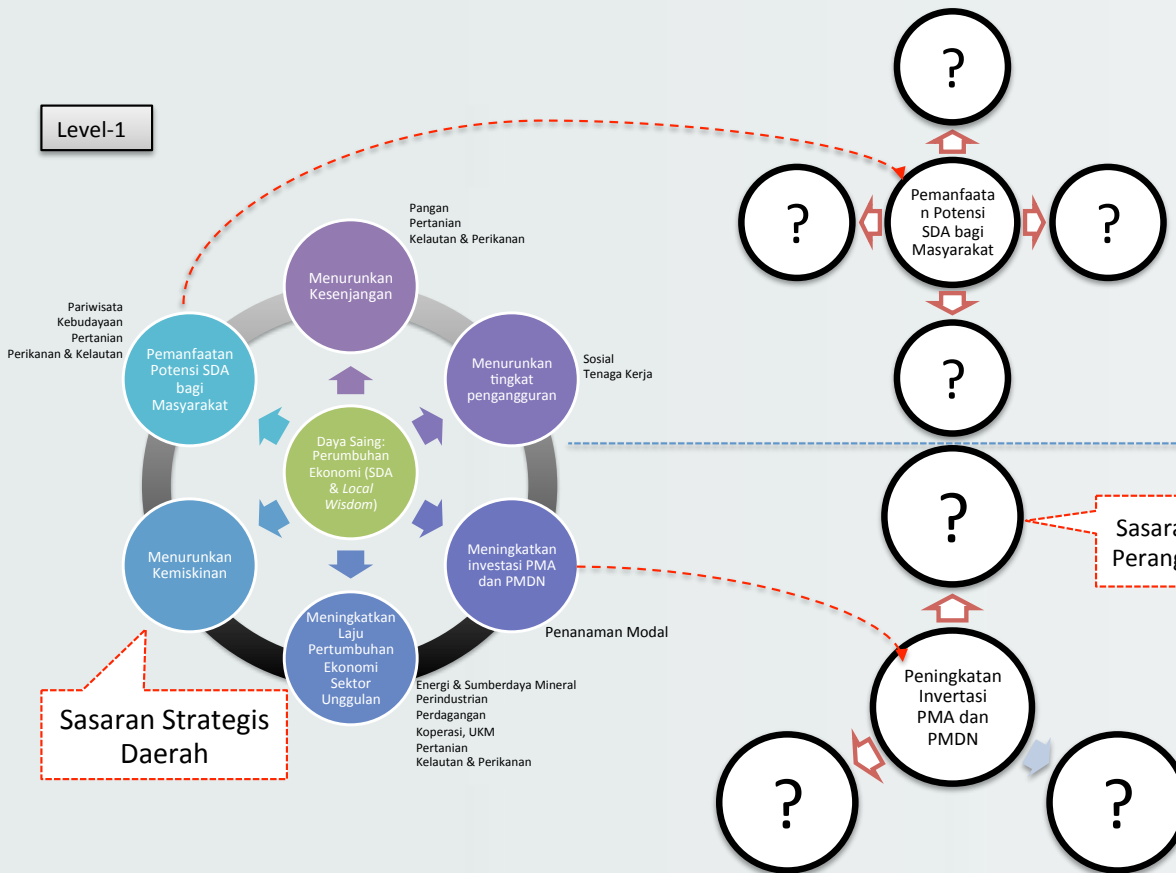 Level-1
Pangan
Pertanian
Kelautan & Perikanan
Menurunkan
Kesenjangan
Pariwisata
Kebudayaan
Pertanian
Perikanan & Kelautan
Pemanfaatan
Potensi SDA
bagi
Masyarakat
Menurunkan
tingkat
pengangguran
Sosial
Tenaga Kerja
Daya Saing:
Perumbuhan
Ekonomi (SDA
& Local
Wisdom)
Menurunkan
Kemiskinan
Meningkatkan
investasi PMA
dan PMDN
Penanaman Modal
Meningkatkan
Laju
Pertumbuhan
Ekonomi
Sektor
Unggulan
Energi & Sumberdaya Mineral
Perindustrian
Perdagangan
Koperasi, UKM
Pertanian
Kelautan & Perikanan
Sasaran Strategis
Daerah
?
?
Pemanfaata
n Potensi
SDA bagi
Masyarakat
?
?
?
Sasara
Perang
Peningkatan
Invertasi
PMA dan
PMDN
?
?